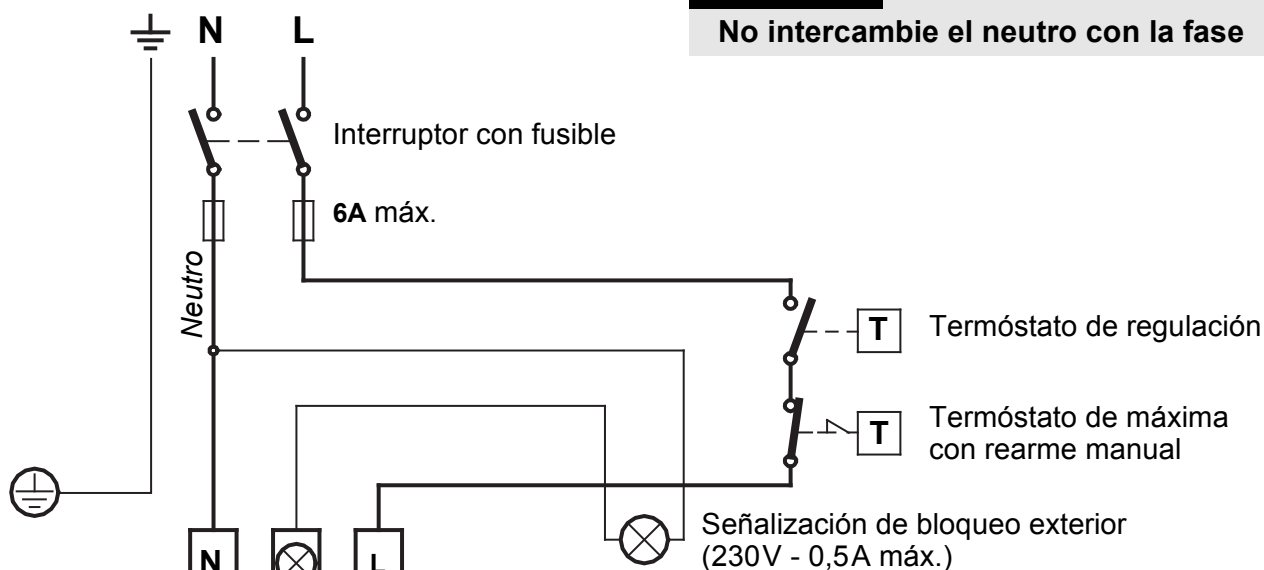 No intercambie el neutro con la fase
N L
Interruptor con fusible
6A máx.
Neutro
T Termóstato de regulación
T Termóstato de máxima
con rearme manual
Señalización de bloqueo exterior
(230V - 0,5A máx.)
N L